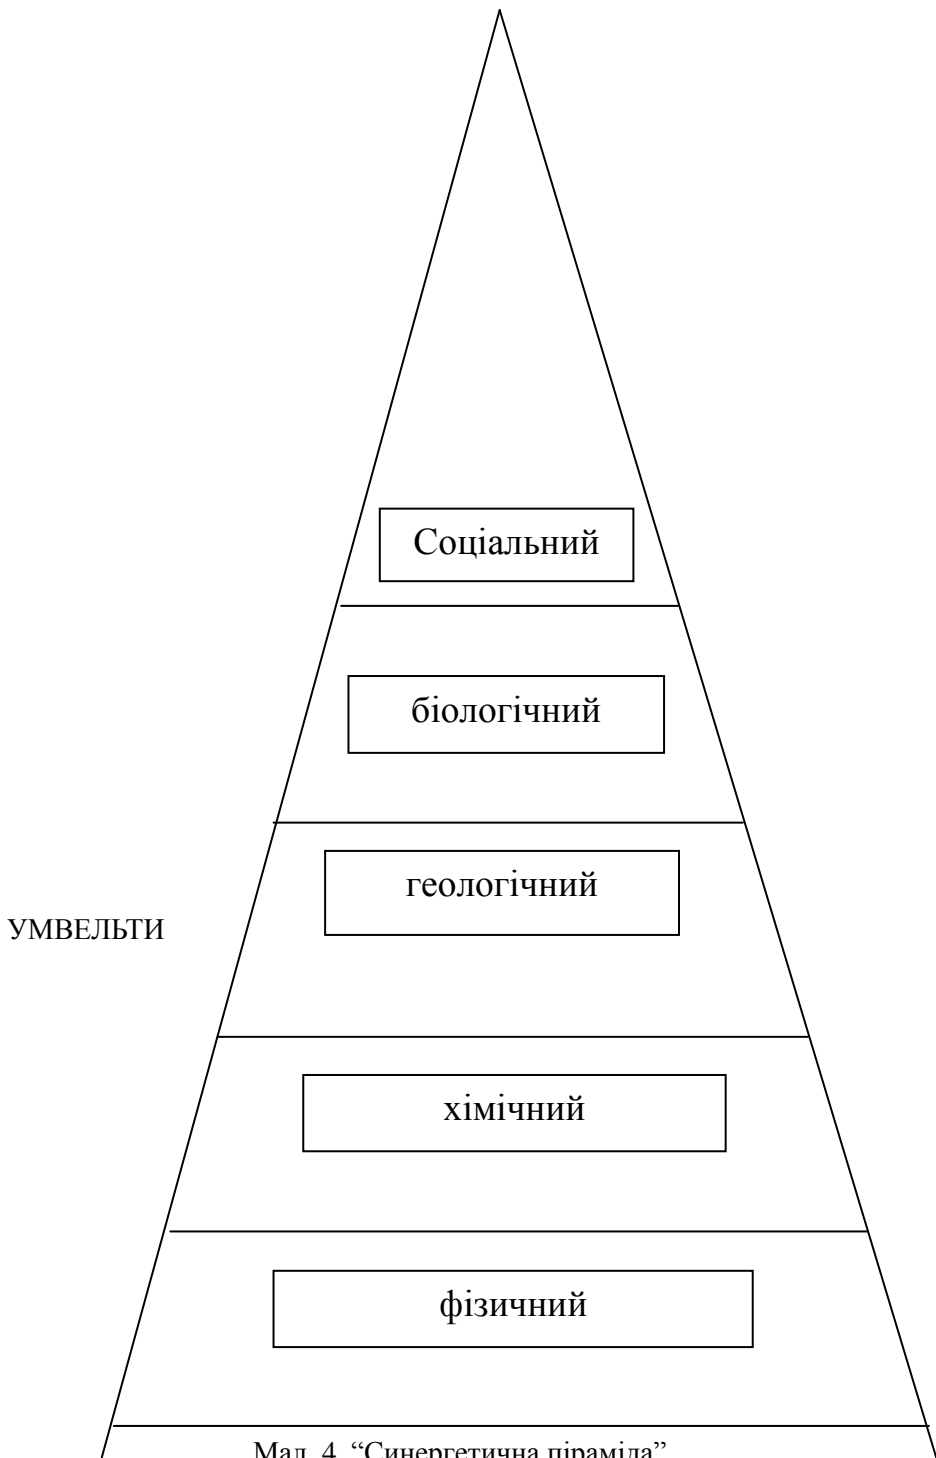 Соціальний
біологічний
геологічний
УМВЕЛЬТИ
хімічний
фізичний
Мал. 4. “Синергетична піраміда”